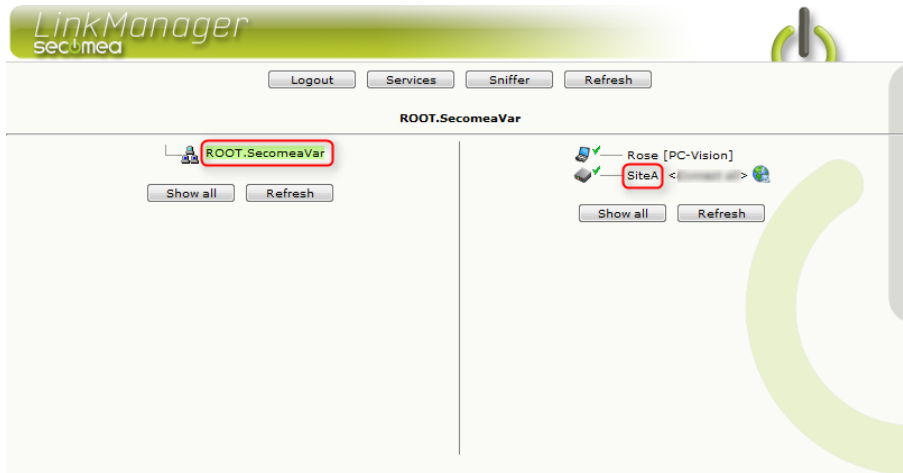 LinkManager
secomea
Logout Services Sniffer Refresh
ROOT.SecomeaVar
ROOT.SecomeaVar
Show all Refresh
Rose [PC-Vision]
SiteA < >
Show all Refresh